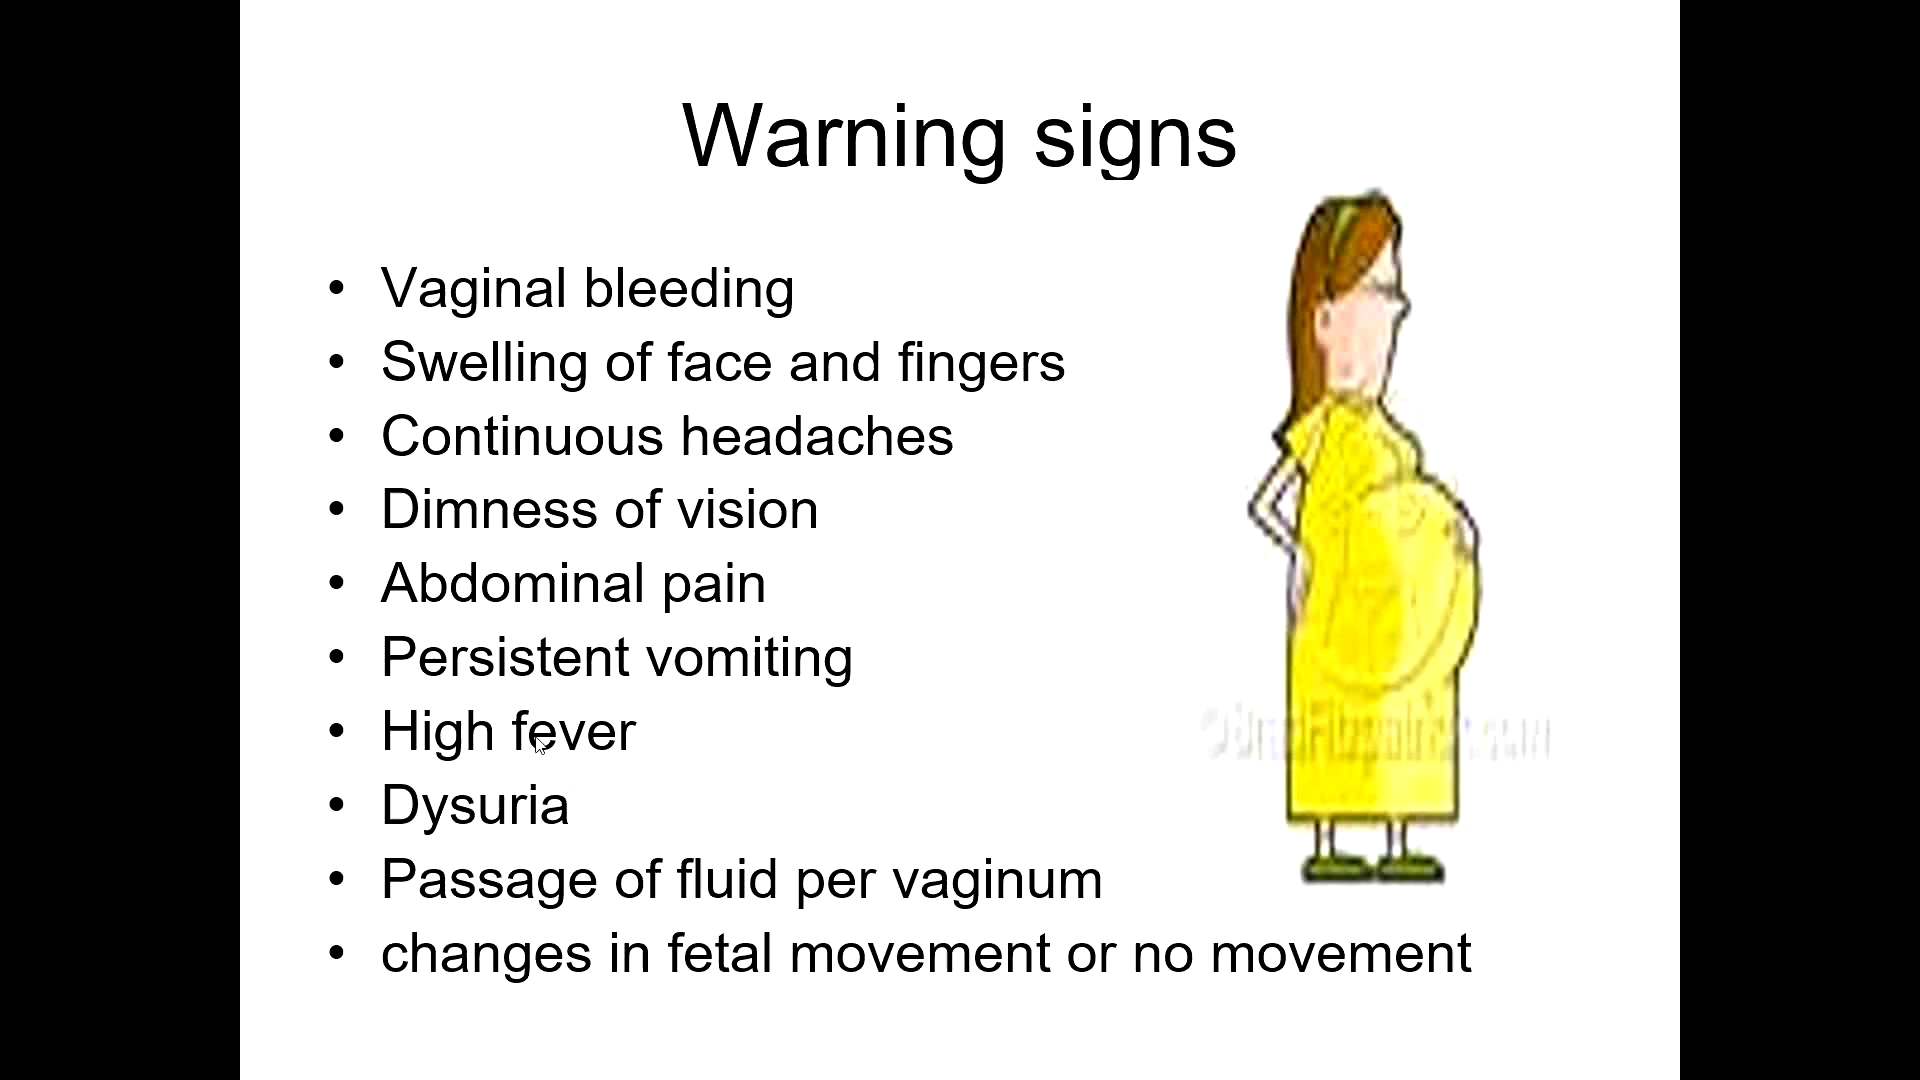 Warning signs
• Vaginal bleeding
• Swelling of face and fingers
• Continuous headaches
• Dimness of vision
• Abdominal pain
• Persistent vomiting
• High fever
• Dysuria
• Passage of fluid per vaginum
• changes in fetal movement or no movement